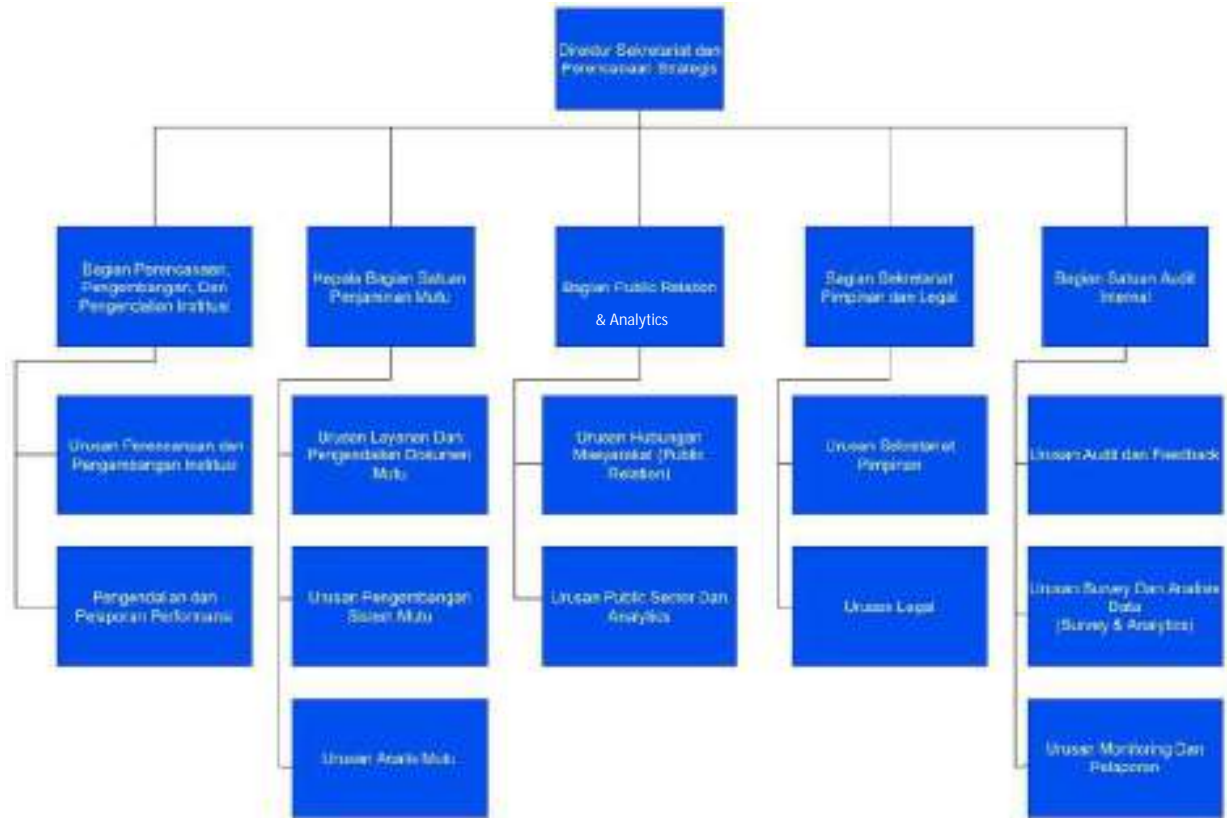 Direktur Sekretariat dan
Perencanaan Strategis
Bagian Perencanaan,
Pengembangan, Dan
Pengendalian Institusi
Kepala Bagian Satuan
Penjaminan Mutu
Bagian Public Relation
& Analytics
Bagian Sekretariat
Pimpinan dan Legal
Bagian Satuan Audit
Internal
Urusan Perencanaan dan
Pengembangan Institusi
Urusan Layanan Dan
Pengendalian Dokumen
Mutu
Urusan Hubungan
Masyarakat (Public
Relation)
Urusan Sekretariat
Pimpinan
Urusan Audit dan Feedback
Pengendalian dan
Pelaporan Performansi
Urusan Pengembangan
Sistem Mutu
Urusan Public Sector Dan
Analytics
Urusan Legal
Urusan Survey Dan Analisis
Data
(Survey & Analytics)
Urusan Analis Mutu
Urusan Monitoring Dan
Pelaporan